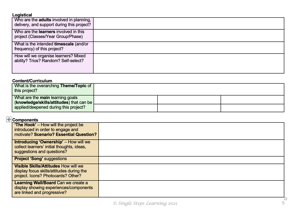 Logistical
Who are the adults involved in planning,
delivery, and support during this project?
Who are the learners involved in this
project (Classes/Year Group/Phase)
What is the intended timescale (and/or
frequency) of this project?
How will we organise learners? Mixed
ability? Trios? Random? Self-select?
Content/Curriculum
What is the overarching Theme/Topic of
this project?
What are the main learning goals
(knowledge/skills/attitudes) that can be
applied/deepened during this project?
Components
'The Hook' – How will the project be
introduced in order to engage and
motivate? Scenario? Essential Question?
Introducing 'Ownership' – How will we
collect learners' initial thoughts, ideas,
suggestions and questions?
Project 'Song' suggestions
Visible Skills/Attitudes How will we
display focus skills/attitudes during the
project. Icons? Photocards? Other?
Learning Wall/Board Can we create a
display showing experiences/components
are linked and progressive?
© Single Steps Learning 2021